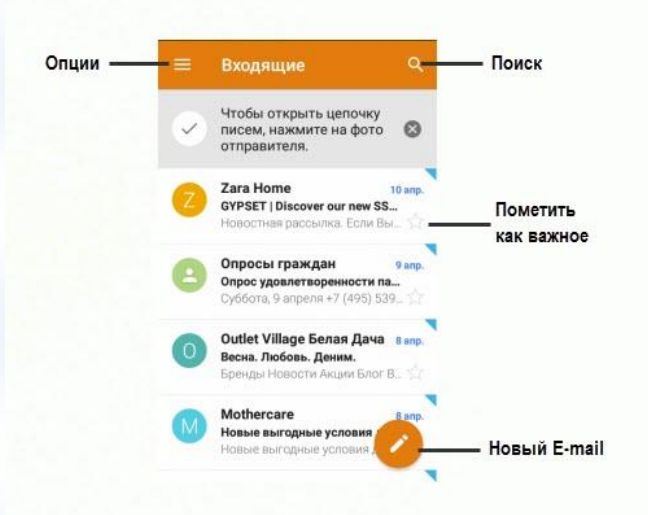 Опции
Входящие
Поиск
Чтобы открыть цепочку
писем, нажмите на фото
отправителя.
Z
Zara Home
10 апр.
GYPSET | Discover our new SS...
Новостная рассылка. Если Вы...
Пометить
как важное
Опросы граждан
9 апр.
Опрос удовлетворенности па...
Суббота, 9 апреля +7 (495) 539...
O
Outlet Village Белая Дача
8 апр.
Весна. Любовь. Деним.
Бренды Новости Акции Блог В...
M
Mothercare
8 апр.
Новые выгодные условия
Новые выгодные условия
Новый E-mail